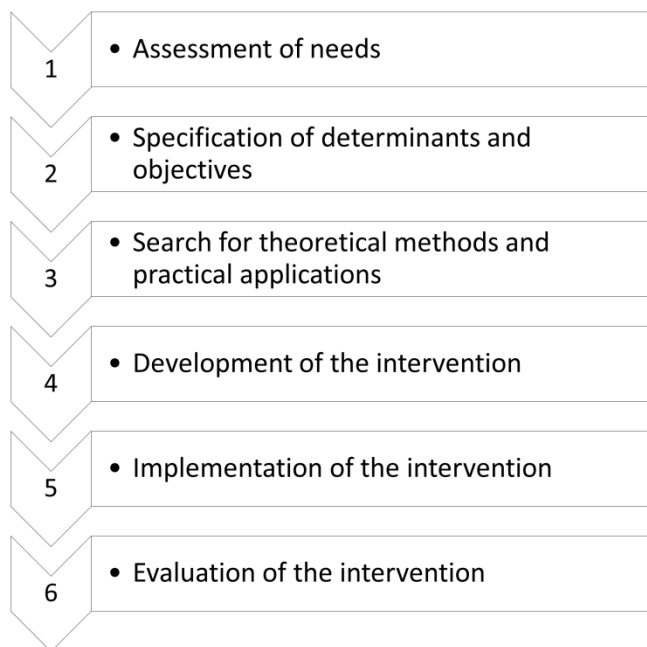 1
• Assessment of needs
2
• Specification of determinants and
objectives
3
• Search for theoretical methods and
practical applications
4
• Development of the intervention
5
• Implementation of the intervention
6
• Evaluation of the intervention